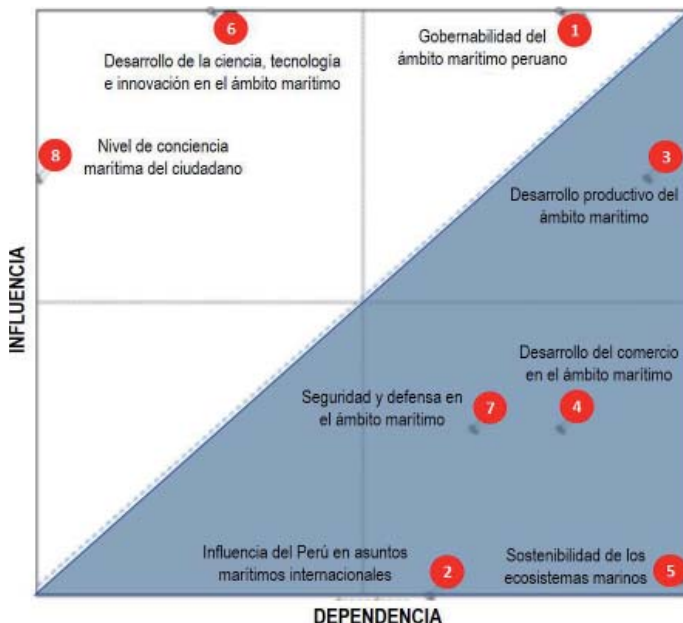 6
1
Desarrollo de la ciencia, tecnología
e innovación en el ámbito marítimo
Gobernabilidad del
ámbito marítimo peruano
8
Nivel de conciencia
marítima del ciudadano
3
Desarrollo productivo del
ámbito marítimo
INFLUENCIA
Desarrollo del comercio
en el ámbito marítimo
Seguridad y defensa en
el ámbito marítimo
7
4
Influencia del Perú en asuntos
marítimos internacionales
2
Sostenibilidad de los
ecosistemas marinos
5
DEPENDENCIA